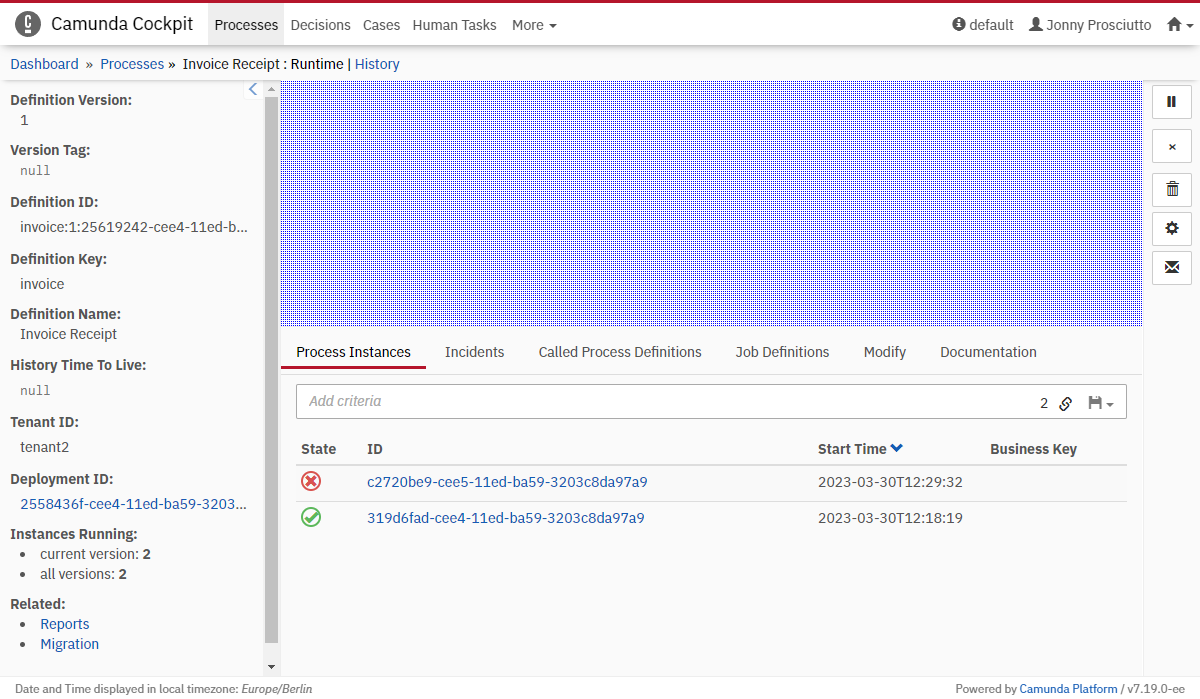 Camunda Cockpit Processes Decisions Cases Human Tasks More default Jonny Prosciutto
Dashboard » Processes » Invoice Receipt : Runtime | History
Definition Version:
1
Version Tag:
null
Definition ID:
invoice:1:25619242-cee4-11ed-b...
Definition Key:
invoice
Definition Name:
Invoice Receipt
History Time To Live:
null
Tenant ID:
tenant2
Deployment ID:
2558436f-cee4-11ed-ba59-3203...
Instances Running:
current version: 2
all versions: 2
Related:
Reports
Migration
Process Instances Incidents Called Process Definitions Job Definitions Modify Documentation
Add criteria 2
State ID Start Time Business Key
c2720be9-cee5-11ed-ba59-3203c8da97a9 2023-03-30T12:29:32
319d6fad-cee4-11ed-ba59-3203c8da97a9 2023-03-30T12:18:19
Date and Time displayed in local timezone: Europe/Berlin Powered by Camunda Platform / v7.19.0-ee